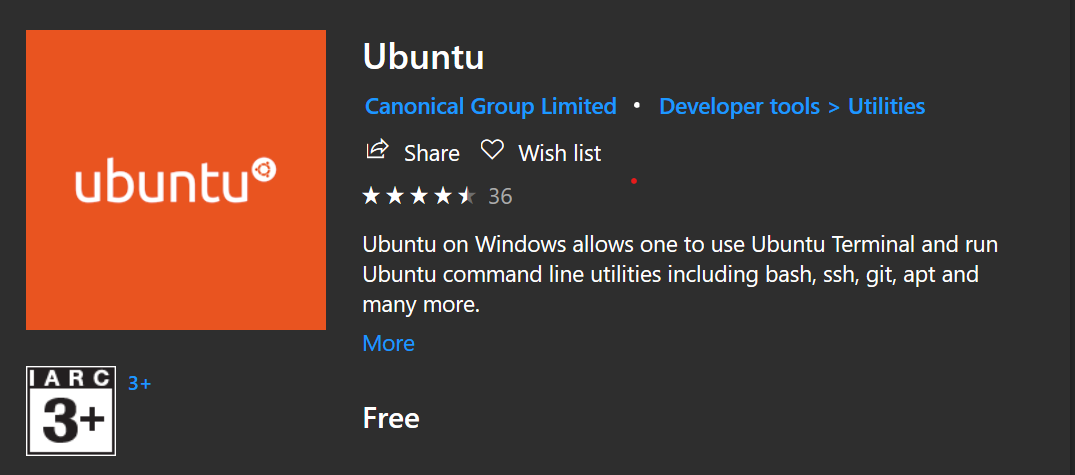 ubuntu
Ubuntu
Canonical Group Limited • Developer tools > Utilities
Share Wish list
36
Ubuntu on Windows allows one to use Ubuntu Terminal and run
Ubuntu command line utilities including bash, ssh, git, apt and
many more.
More
IARC
3+
3+
Free